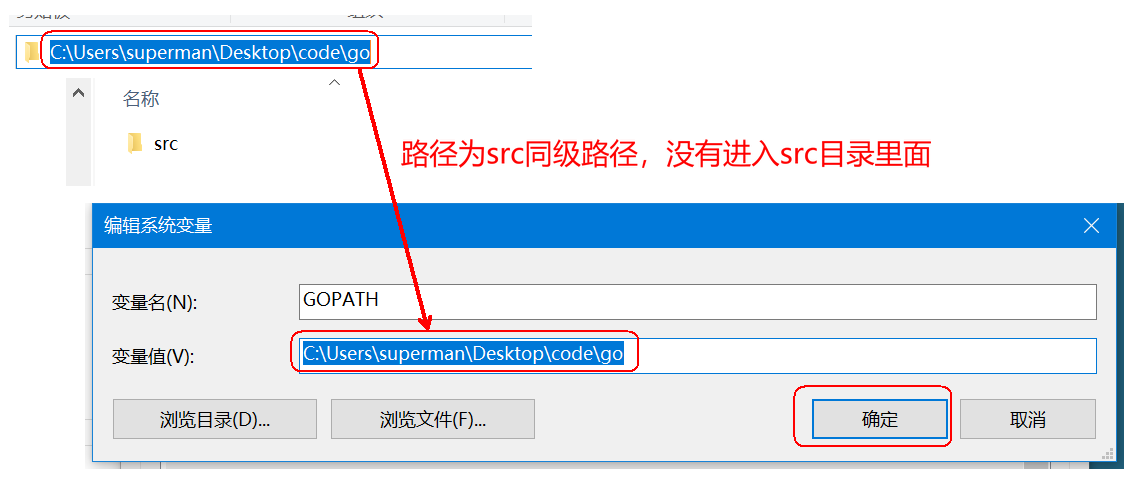 C:\Users\superman\Desktop\code\go
名称
src
路径为src同级路径，没有进入src目录里面
编辑系统变量
变量名(N):
GOPATH
变量值(V):
C:\Users\superman\Desktop\code\go
浏览目录(D)...
浏览文件(F)...
确定
取消